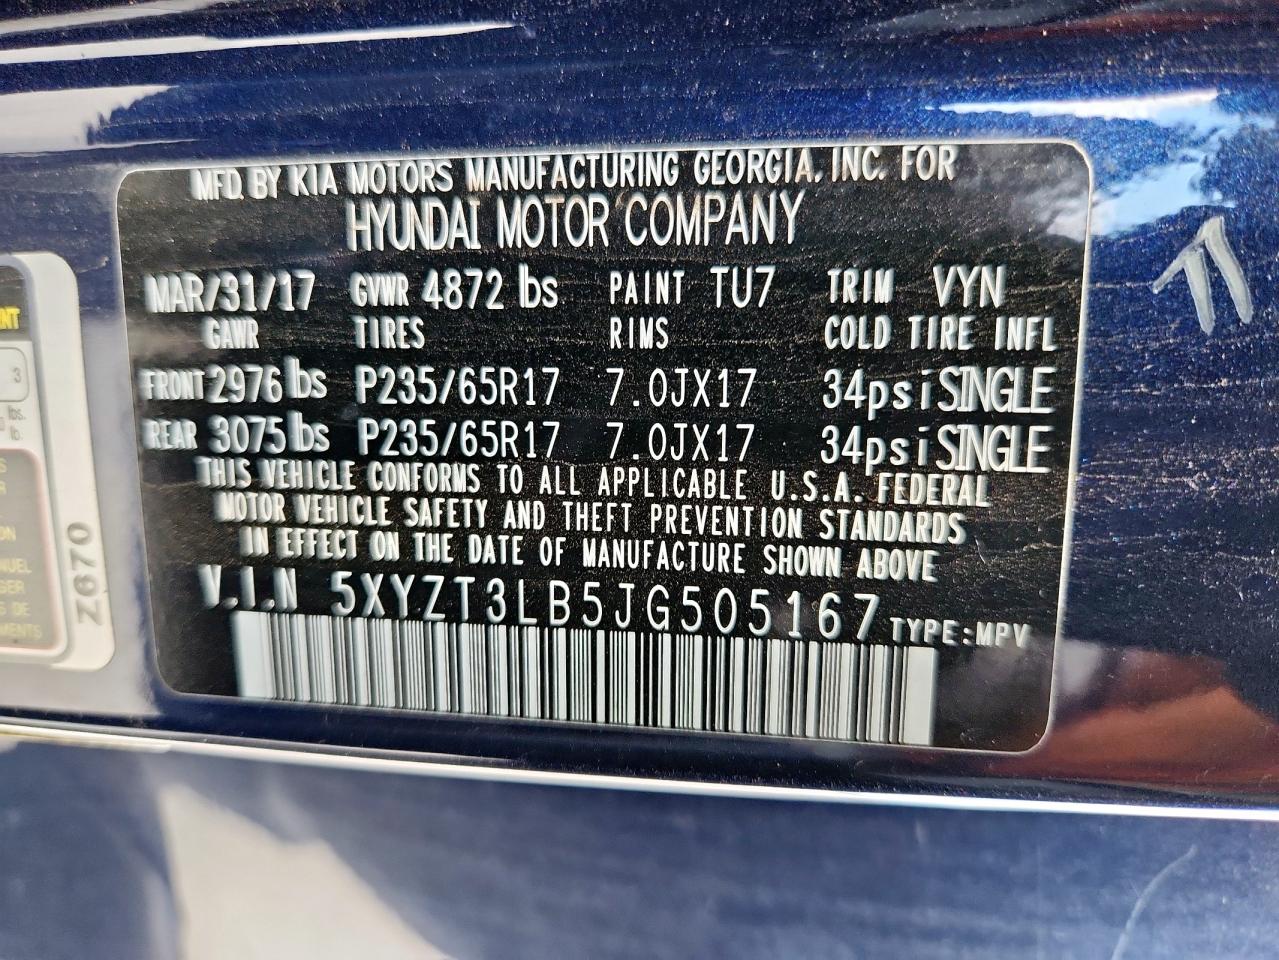 MFD. BY KIA MOTORS MANUFACTURING GEORGIA, INC. FOR
HYUNDAI MOTOR COMPANY
MAR/31/17 GVWR 4872 lbs PAINT TU7 TRIM VYN
GAWR TIRES RIMS COLD TIRE INFL
FRONT 2976 lbs P235/65R17 7.0JX17 34psi SINGLE
REAR 3075 lbs P235/65R17 7.0JX17 34psi SINGLE
THIS VEHICLE CONFORMS TO ALL APPLICABLE U.S.A. FEDERAL
MOTOR VEHICLE SAFETY AND THEFT PREVENTION STANDARDS
IN EFFECT ON THE DATE OF MANUFACTURE SHOWN ABOVE
V.I.N 5XYZT3LB5JG505167 TYPE:MPV
3
lbs.
lb.
Z670